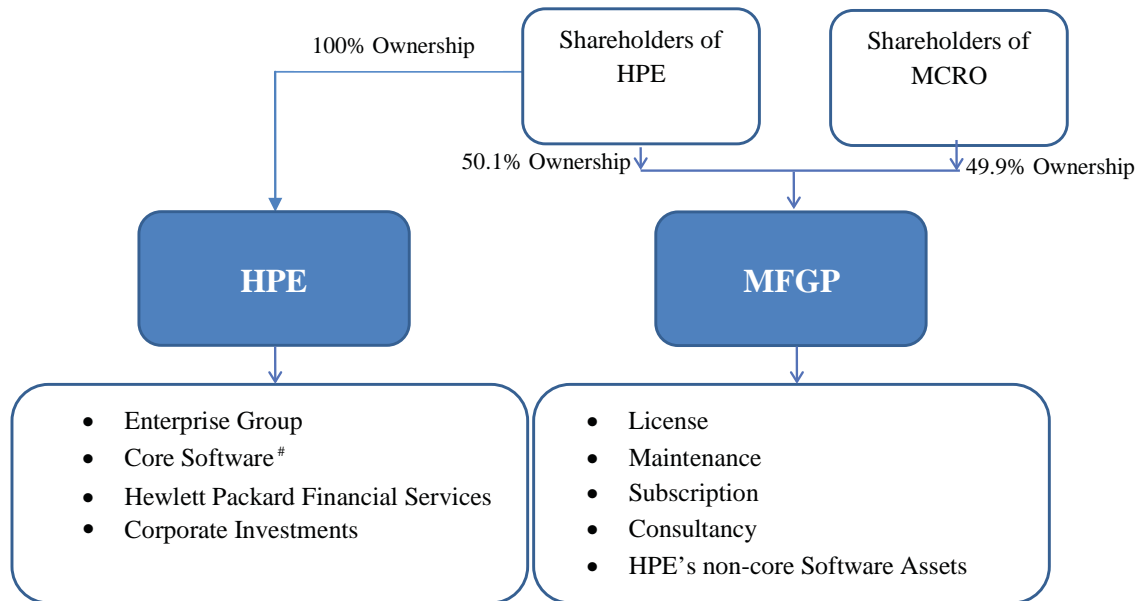 100% Ownership
Shareholders of
HPE
Shareholders of
MCRO
50.1% Ownership
49.9% Ownership
HPE
MFGP
• Enterprise Group
• Core Software#
• Hewlett Packard Financial Services
• Corporate Investments
• License
• Maintenance
• Subscription
• Consultancy
• HPE’s non-core Software Assets